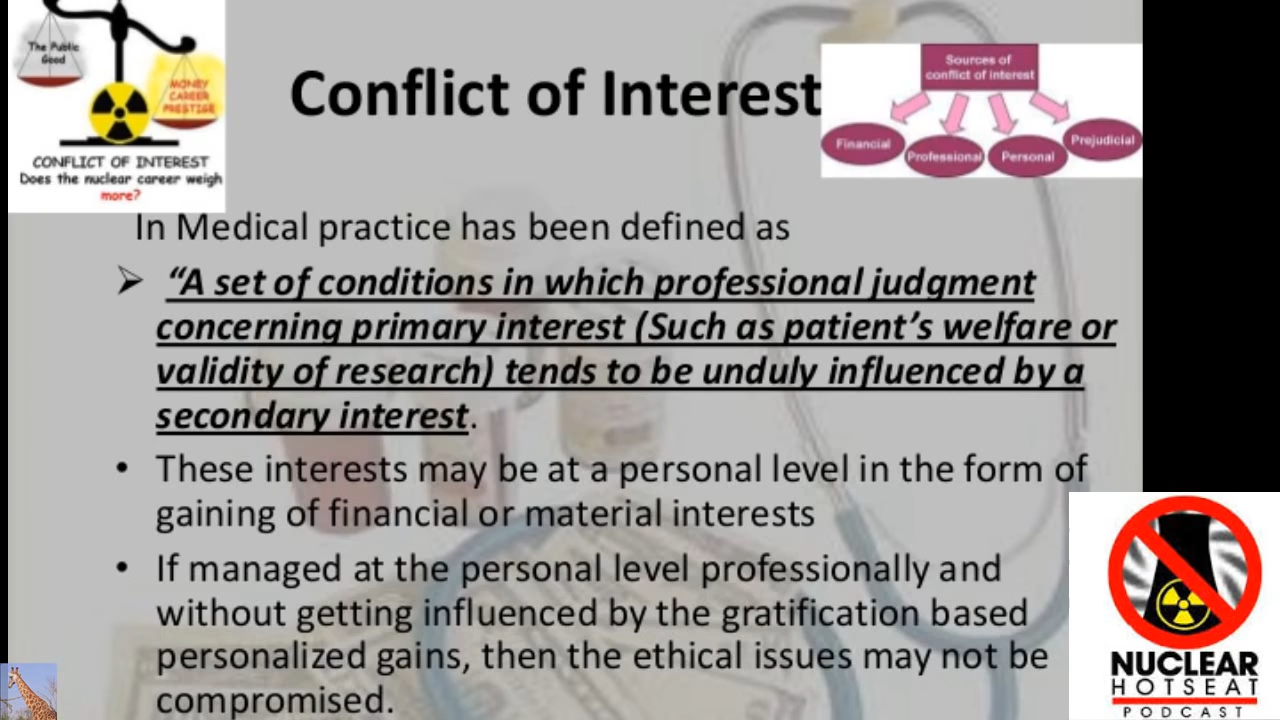 The Public
Good
MONEY
CAREER
PRESTIGE
CONFLICT OF INTEREST
Does the nuclear career weigh
more?
Conflict of Interest
Sources of
conflict of interest
Financial
Professional
Personal
Prejudicial
In Medical practice has been defined as
➢ “A set of conditions in which professional judgment
concerning primary interest (Such as patient’s welfare or
validity of research) tends to be unduly influenced by a
secondary interest.
• These interests may be at a personal level in the form of
gaining of financial or material interests
• If managed at the personal level professionally and
without getting influenced by the gratification based
personalized gains, then the ethical issues may not be
compromised.
NUCLEAR
HOTSEAT
PODCAST